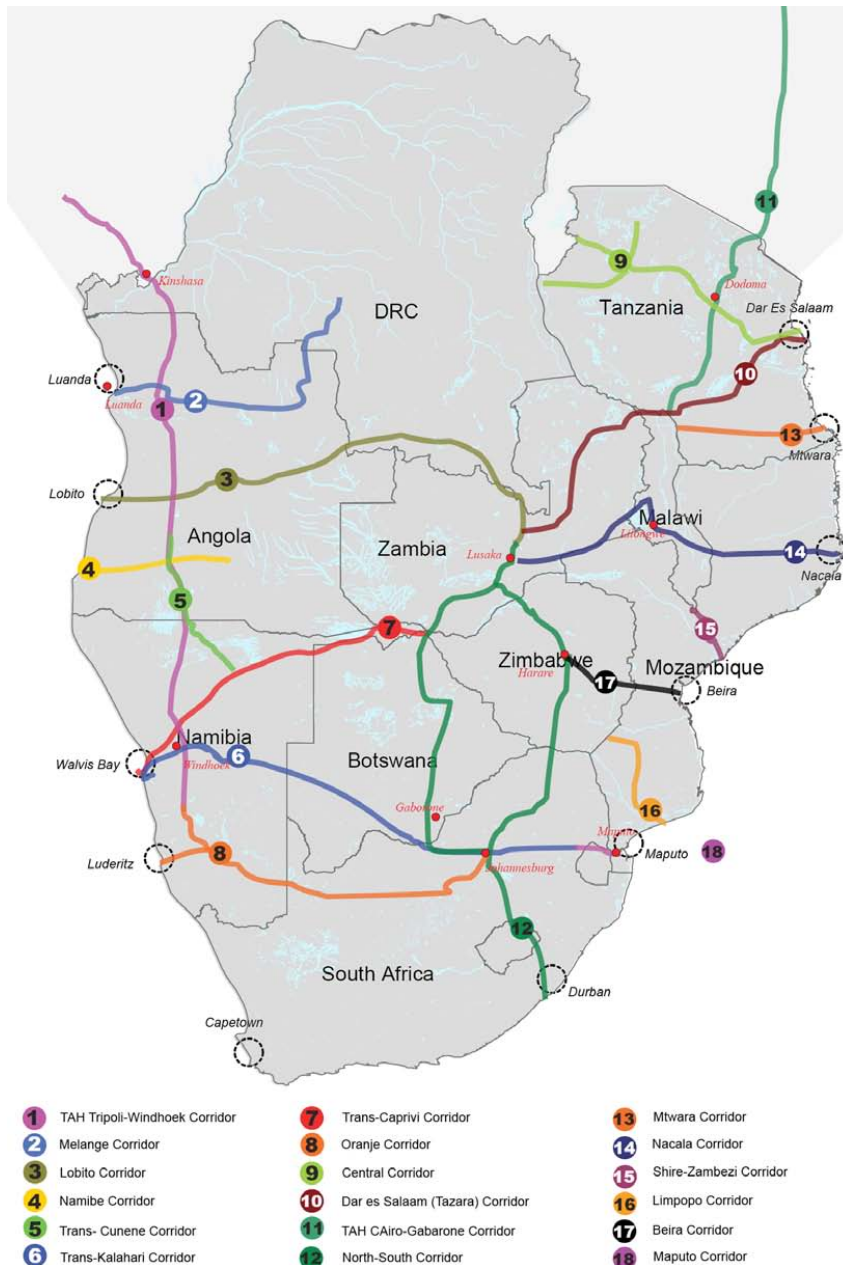 11
Kinshasa
9
Dodoma
Tanzania
DRC
Dar Es Salaam
Luanda
Luanda
10
1
2
13
Mtwara
3
Lobito
Malawi
Angola
Lilongwe
Zambia
Lusaka
14
4
Nacala
5
7
15
Zimbabwe
Mozambique
Harare
17
Beira
Namibia
6
Walvis Bay
Windhoek
Botswana
Gaborone
16
Maputo
Maputo
18
8
Luderitz
Johannesburg
12
South Africa
Durban
Capetown
1 TAH Tripoli-Windhoek Corridor
2 Melange Corridor
3 Lobito Corridor
4 Namibe Corridor
5 Trans- Cunene Corridor
6 Trans-Kalahari Corridor
7 Trans-Caprivi Corridor
8 Oranje Corridor
9 Central Corridor
10 Dar es Salaam (Tazara) Corridor
11 TAH CAiro-Gabarone Corridor
12 North-South Corridor
13 Mtwara Corridor
14 Nacala Corridor
15 Shire-Zambezi Corridor
16 Limpopo Corridor
17 Beira Corridor
18 Maputo Corridor